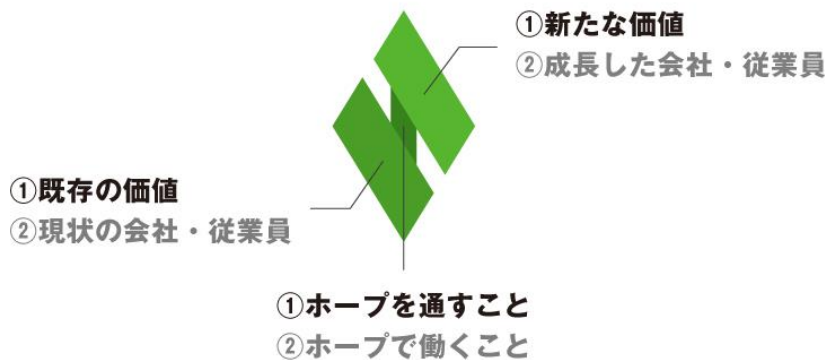 ①新たな価値
②成長した会社・従業員
①既存の価値
②現状の会社・従業員
①ホープを通すこと
②ホープで働くこと